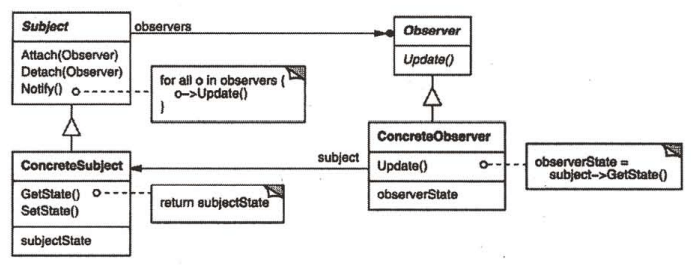 Subject
observers
Observer
Attach(Observer)
Detach(Observer)
Notify()
for all o in observers {
o->Update()
}
Update()
ConcreteSubject
GetState()
SetState()
subjectState
return subjectState
subject
ConcreteObserver
Update()
observerState
observerState =
subject->GetState()